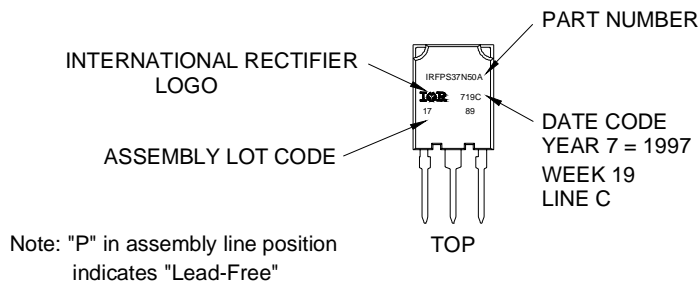 PART NUMBER
INTERNATIONAL RECTIFIER
LOGO
IRFPS37N50A
IOR 719C
17 89
ASSEMBLY LOT CODE
DATE CODE
YEAR 7 = 1997
WEEK 19
LINE C
TOP
Note: "P" in assembly line position
indicates "Lead-Free"